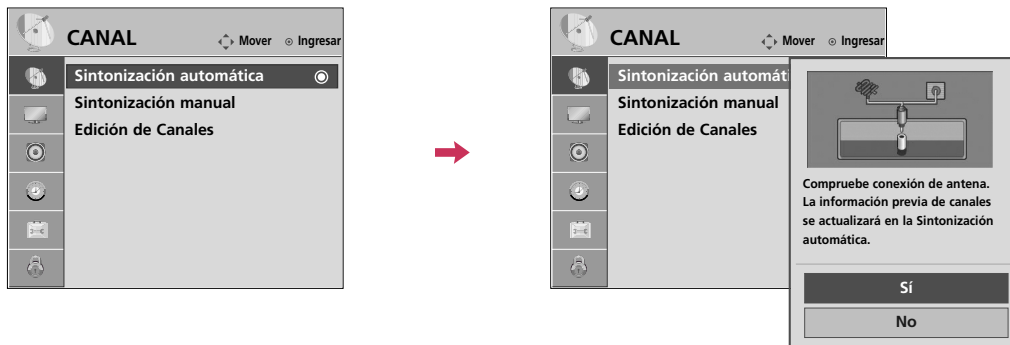 CANAL
Mover
Ingresar
Sintonización automática
Sintonización manual
Edición de Canales
CANAL
Mover
Ingresar
Sintonización automáti
Sintonización manual
Edición de Canales
Compruebe conexión de antena.
La información previa de canales
se actualizará en la Sintonización
automática.
Sí
No